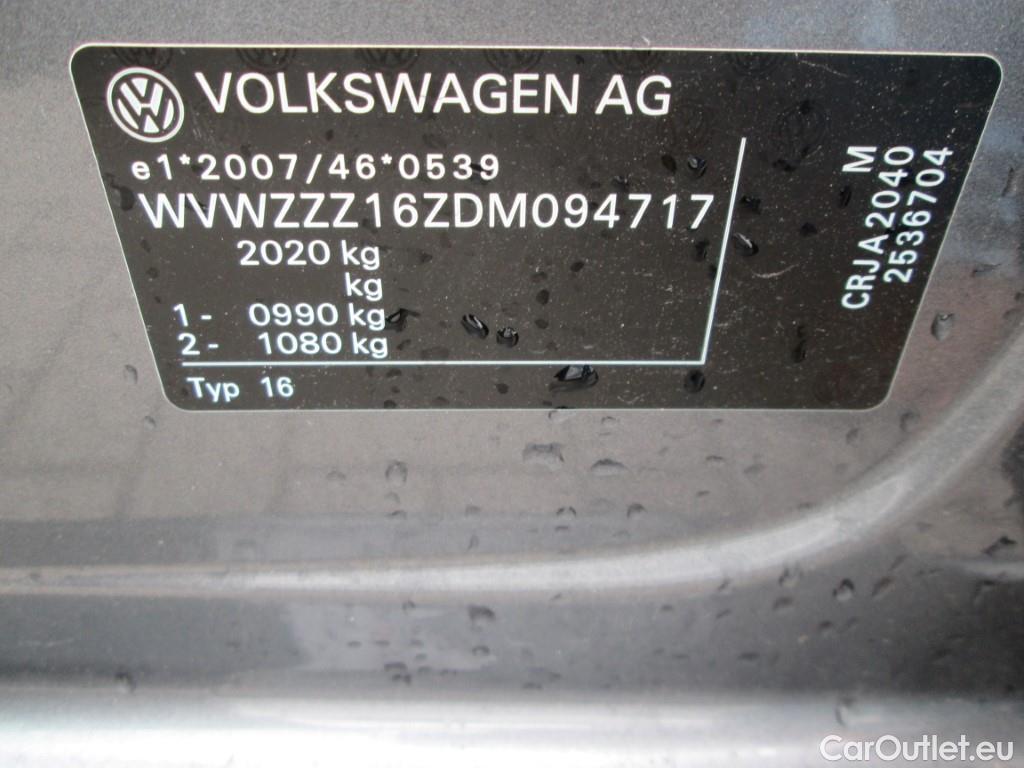 VOLKSWAGEN AG
e1*2007/46*0539
WVWZZZ16ZDM094717
2020 kg
kg
1- 0990 kg
2- 1080 kg
Typ 16
M
CRJA2040
2536704
CarOutlet.eu